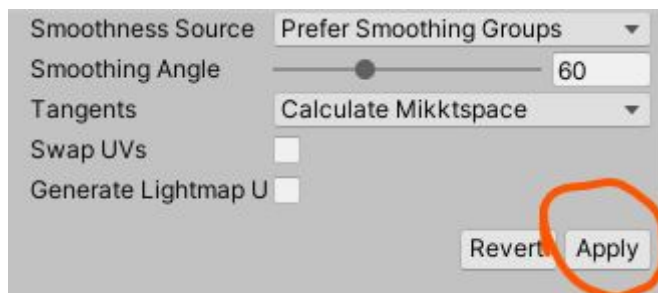 Smoothness Source Prefer Smoothing Groups
Smoothing Angle 60
Tangents Calculate Mikktspace
Swap UVs
Generate Lightmap U
Revert Apply